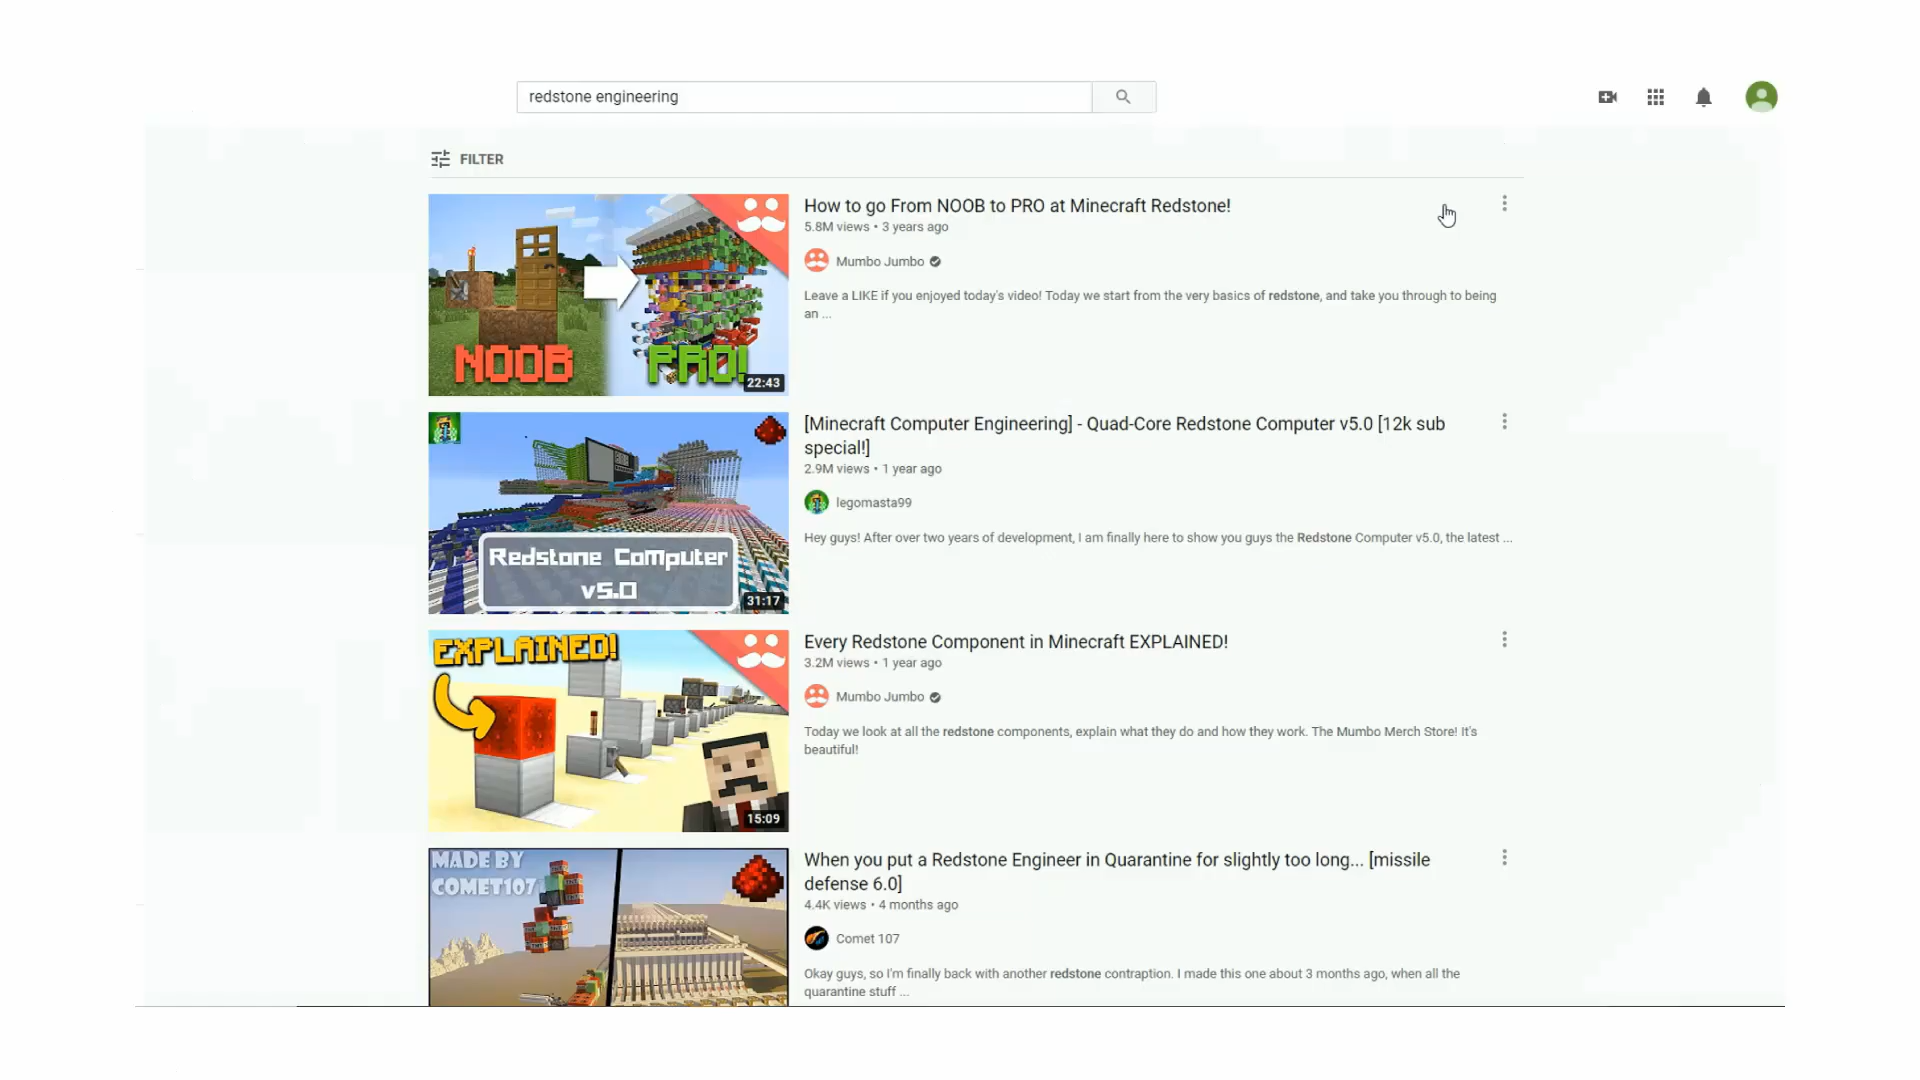 redstone engineering
FILTER
NOOB
PRO!
22:43
How to go From NOOB to PRO at Minecraft Redstone!
5.8M views • 3 years ago
Mumbo Jumbo
Leave a LIKE if you enjoyed today's video! Today we start from the very basics of redstone, and take you through to being
an ...
Redstone Computer
v5.0
31:17
[Minecraft Computer Engineering] - Quad-Core Redstone Computer v5.0 [12k sub
special!]
2.9M views • 1 year ago
legomasta99
Hey guys! After over two years of development, I am finally here to show you guys the Redstone Computer v5.0, the latest ...
EXPLAINED!
15:09
Every Redstone Component in Minecraft EXPLAINED!
3.2M views • 1 year ago
Mumbo Jumbo
Today we look at all the redstone components, explain what they do and how they work. The Mumbo Merch Store! It's
beautiful!
MADE BY
COMET107
When you put a Redstone Engineer in Quarantine for slightly too long... [missile
defense 6.0]
4.4K views • 4 months ago
Comet 107
Okay guys, so I'm finally back with another redstone contraption. I made this one about 3 months ago, when all the
quarantine stuff ...